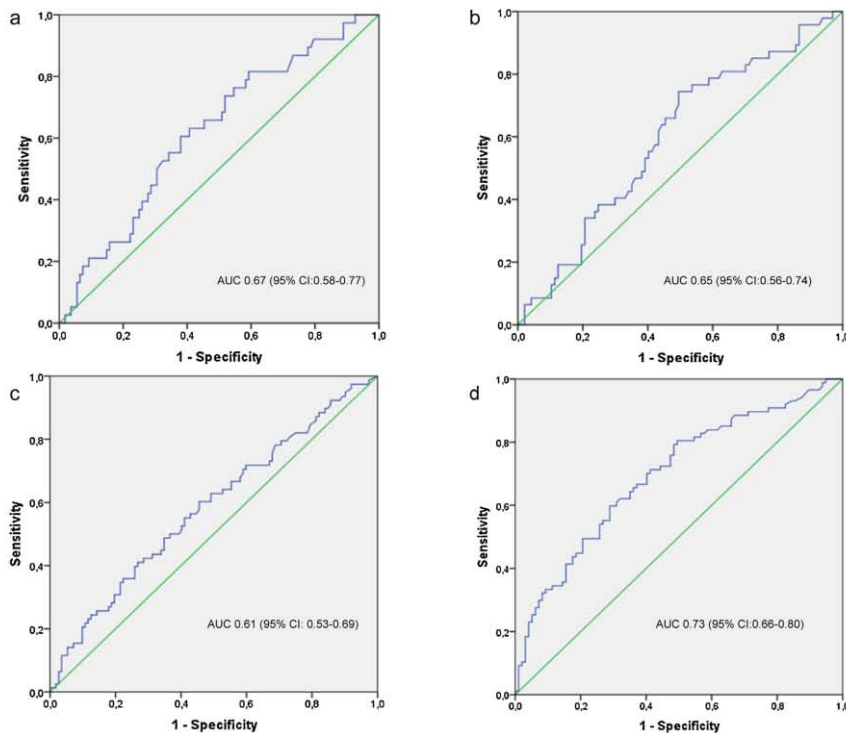 a
1,0
0,8
0,6
0,4
0,2
0,0
Sensitivity
AUC 0.67 (95% CI:0.58-0.77)
0,0 0,2 0,4 0,6 0,8 1,0
1 - Specificity
b
1,0
0,8
0,6
0,4
0,2
0,0
Sensitivity
AUC 0.65 (95% CI:0.56-0.74)
0,0 0,2 0,4 0,6 0,8 1,0
1 - Specificity
c
1,0
0,8
0,6
0,4
0,2
0,0
Sensitivity
AUC 0.61 (95% CI: 0.53-0.69)
0,0 0,2 0,4 0,6 0,8 1,0
1 - Specificity
d
1,0
0,8
0,6
0,4
0,2
0,0
Sensitivity
AUC 0.73 (95% CI:0.66-0.80)
0,0 0,2 0,4 0,6 0,8 1,0
1 - Specificity